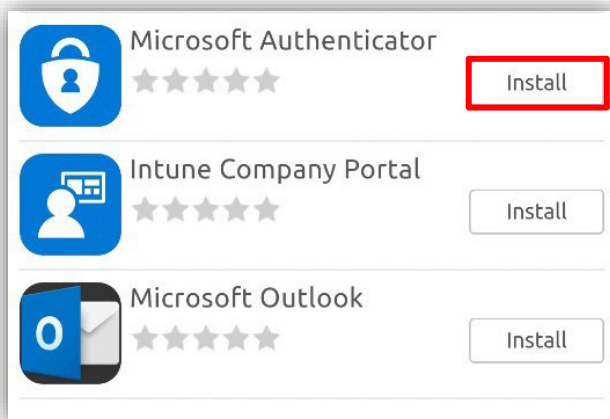 Microsoft Authenticator
Install
Intune Company Portal
Install
Microsoft Outlook
Install